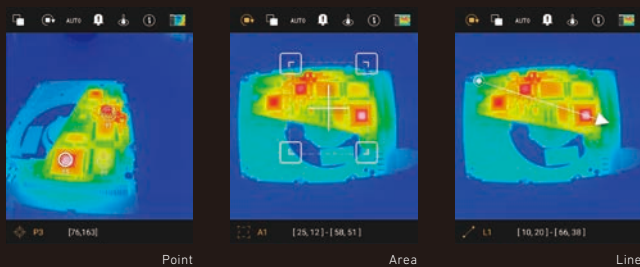 AUTO
AUTO
AUTO
P3 [76,163]
A1 [ 25, 12 ] - [ 58, 51 ]
L1 [ 10, 20 ] - [ 66, 38 ]
Point
Area
Line